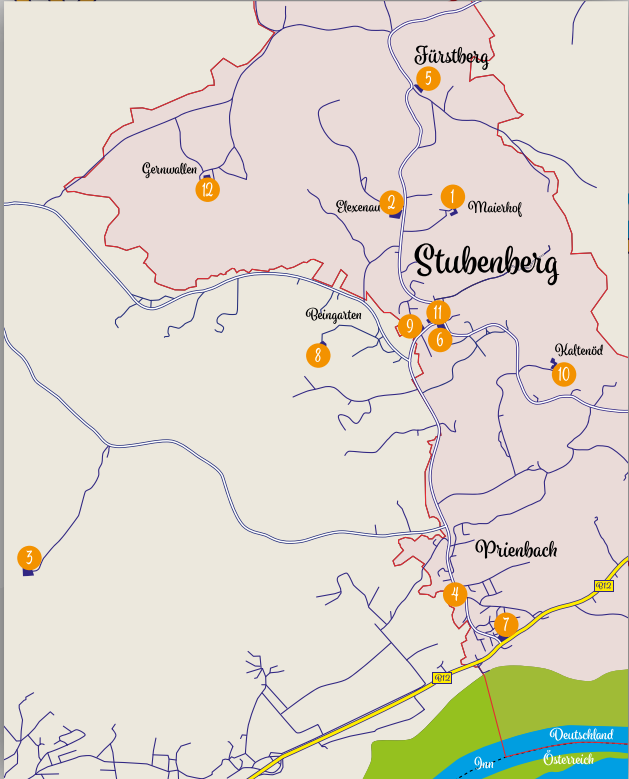 Fürstberg
5
Gernwallen
12
Elexenau
2
1
Maierhof
Stubenberg
Beingarten
11
9
6
8
Haltenöd
10
3
Prienbach
4
B12
7
B12
Deutschland
Inn
Österreich